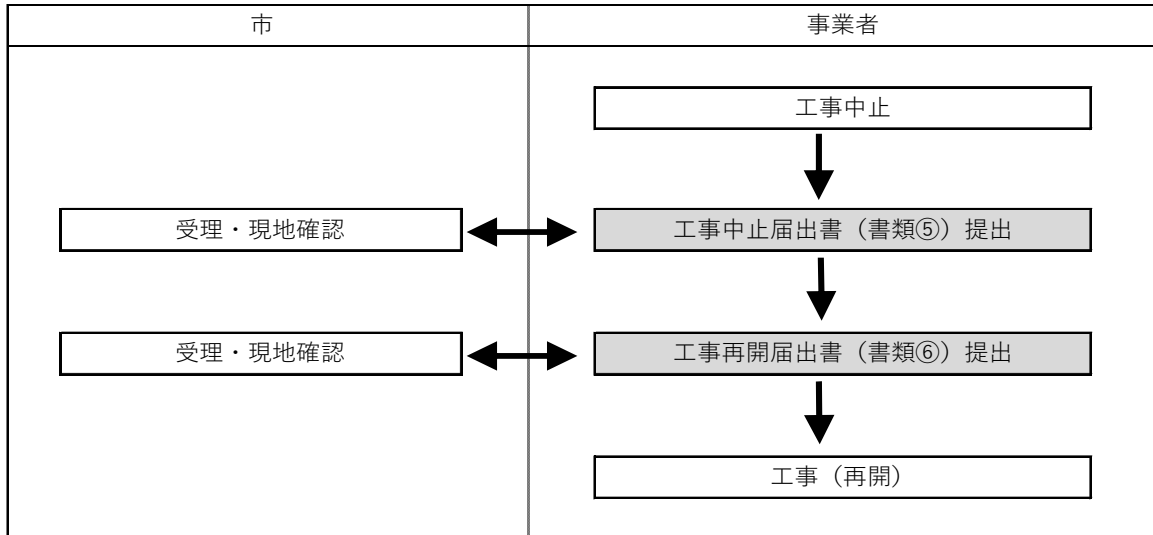 市
事業者
工事中止
受理・現地確認
工事中止届出書（書類⑤）提出
受理・現地確認
工事再開届出書（書類⑥）提出
工事（再開）